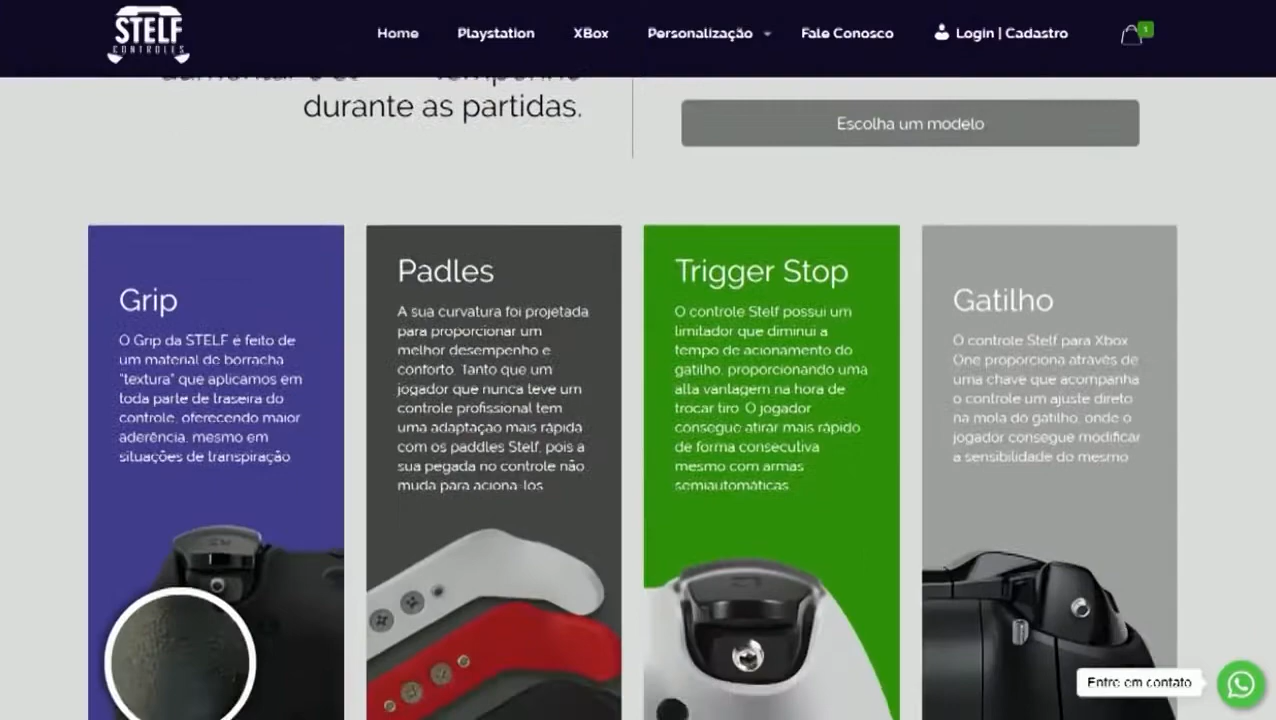 STELF
CONTROLES
Home
Playstation
XBox
Personalização
Fale Conosco
Login | Cadastro
1
durante as partidas.
Escolha um modelo
Grip
O Grip da STELF é feito de
um material de borracha
"textura" que aplicamos em
toda parte de traseira do
controle, oferecendo maior
aderência, mesmo em
situações de transpiração
Padles
A sua curvatura foi projetada
para proporcionar um
melhor desempenho e
conforto. Tanto que um
jogador que nunca teve um
controle profissional tem
uma adaptação mais rápida
com os paddles Stelf, pois a
sua pegada no controle não
muda para aciona-los
Trigger Stop
O controle Stelf possui um
limitador que diminui a
tempo de acionamento do
gatilho, proporcionando uma
alta vantagem na hora de
trocar tiro. O jogador
consegue atirar mais rápido
de forma consecutiva
mesmo com armas
semiautomáticas.
Gatilho
O controle Stelf para Xbox
One proporciona através de
uma chave que acompanha
o controle um ajuste direto
na mola do gatilho, onde o
jogador consegue modificar
a sensibilidade do mesmo
Entre em contato